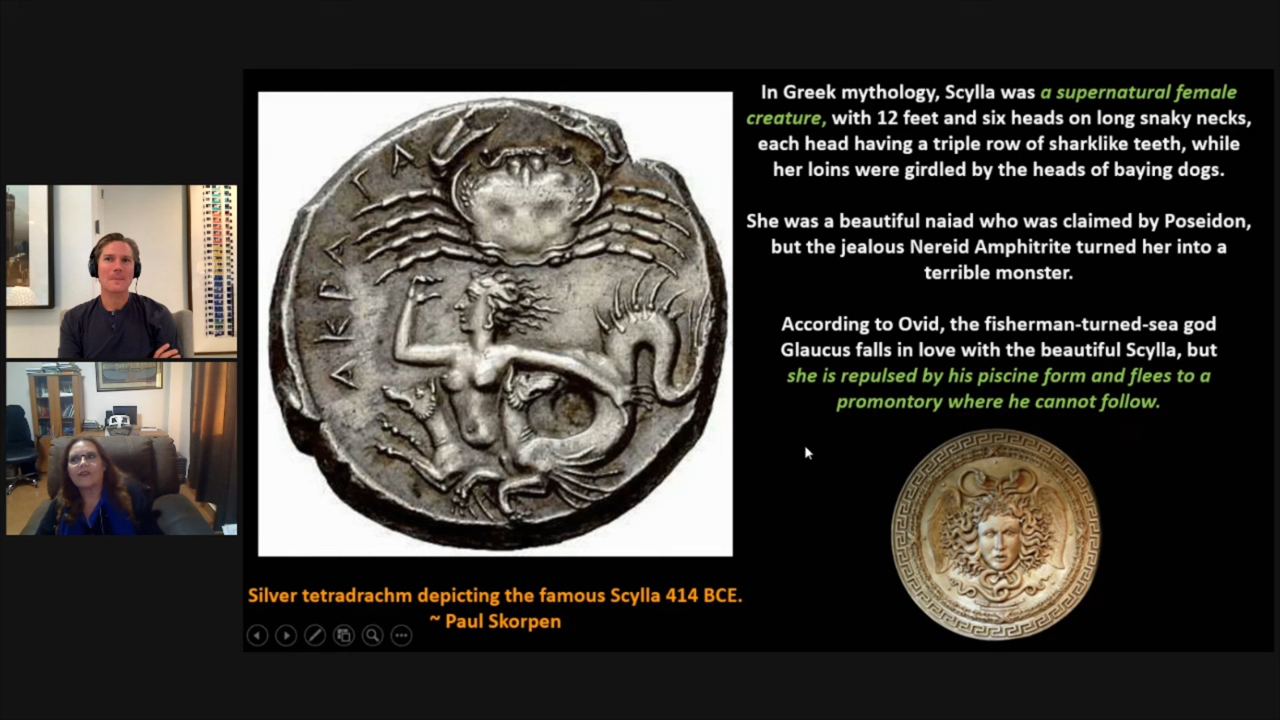 ΑΚΡΑΓΑ
Silver tetradrachm depicting the famous Scylla 414 BCE.
~ Paul Skorpen
In Greek mythology, Scylla was a supernatural female
creature, with 12 feet and six heads on long snaky necks,
each head having a triple row of sharklike teeth, while
her loins were girdled by the heads of baying dogs.
She was a beautiful naiad who was claimed by Poseidon,
but the jealous Nereid Amphitrite turned her into a
terrible monster.
According to Ovid, the fisherman-turned-sea god
Glaucus falls in love with the beautiful Scylla, but
she is repulsed by his piscine form and flees to a
promontory where he cannot follow.